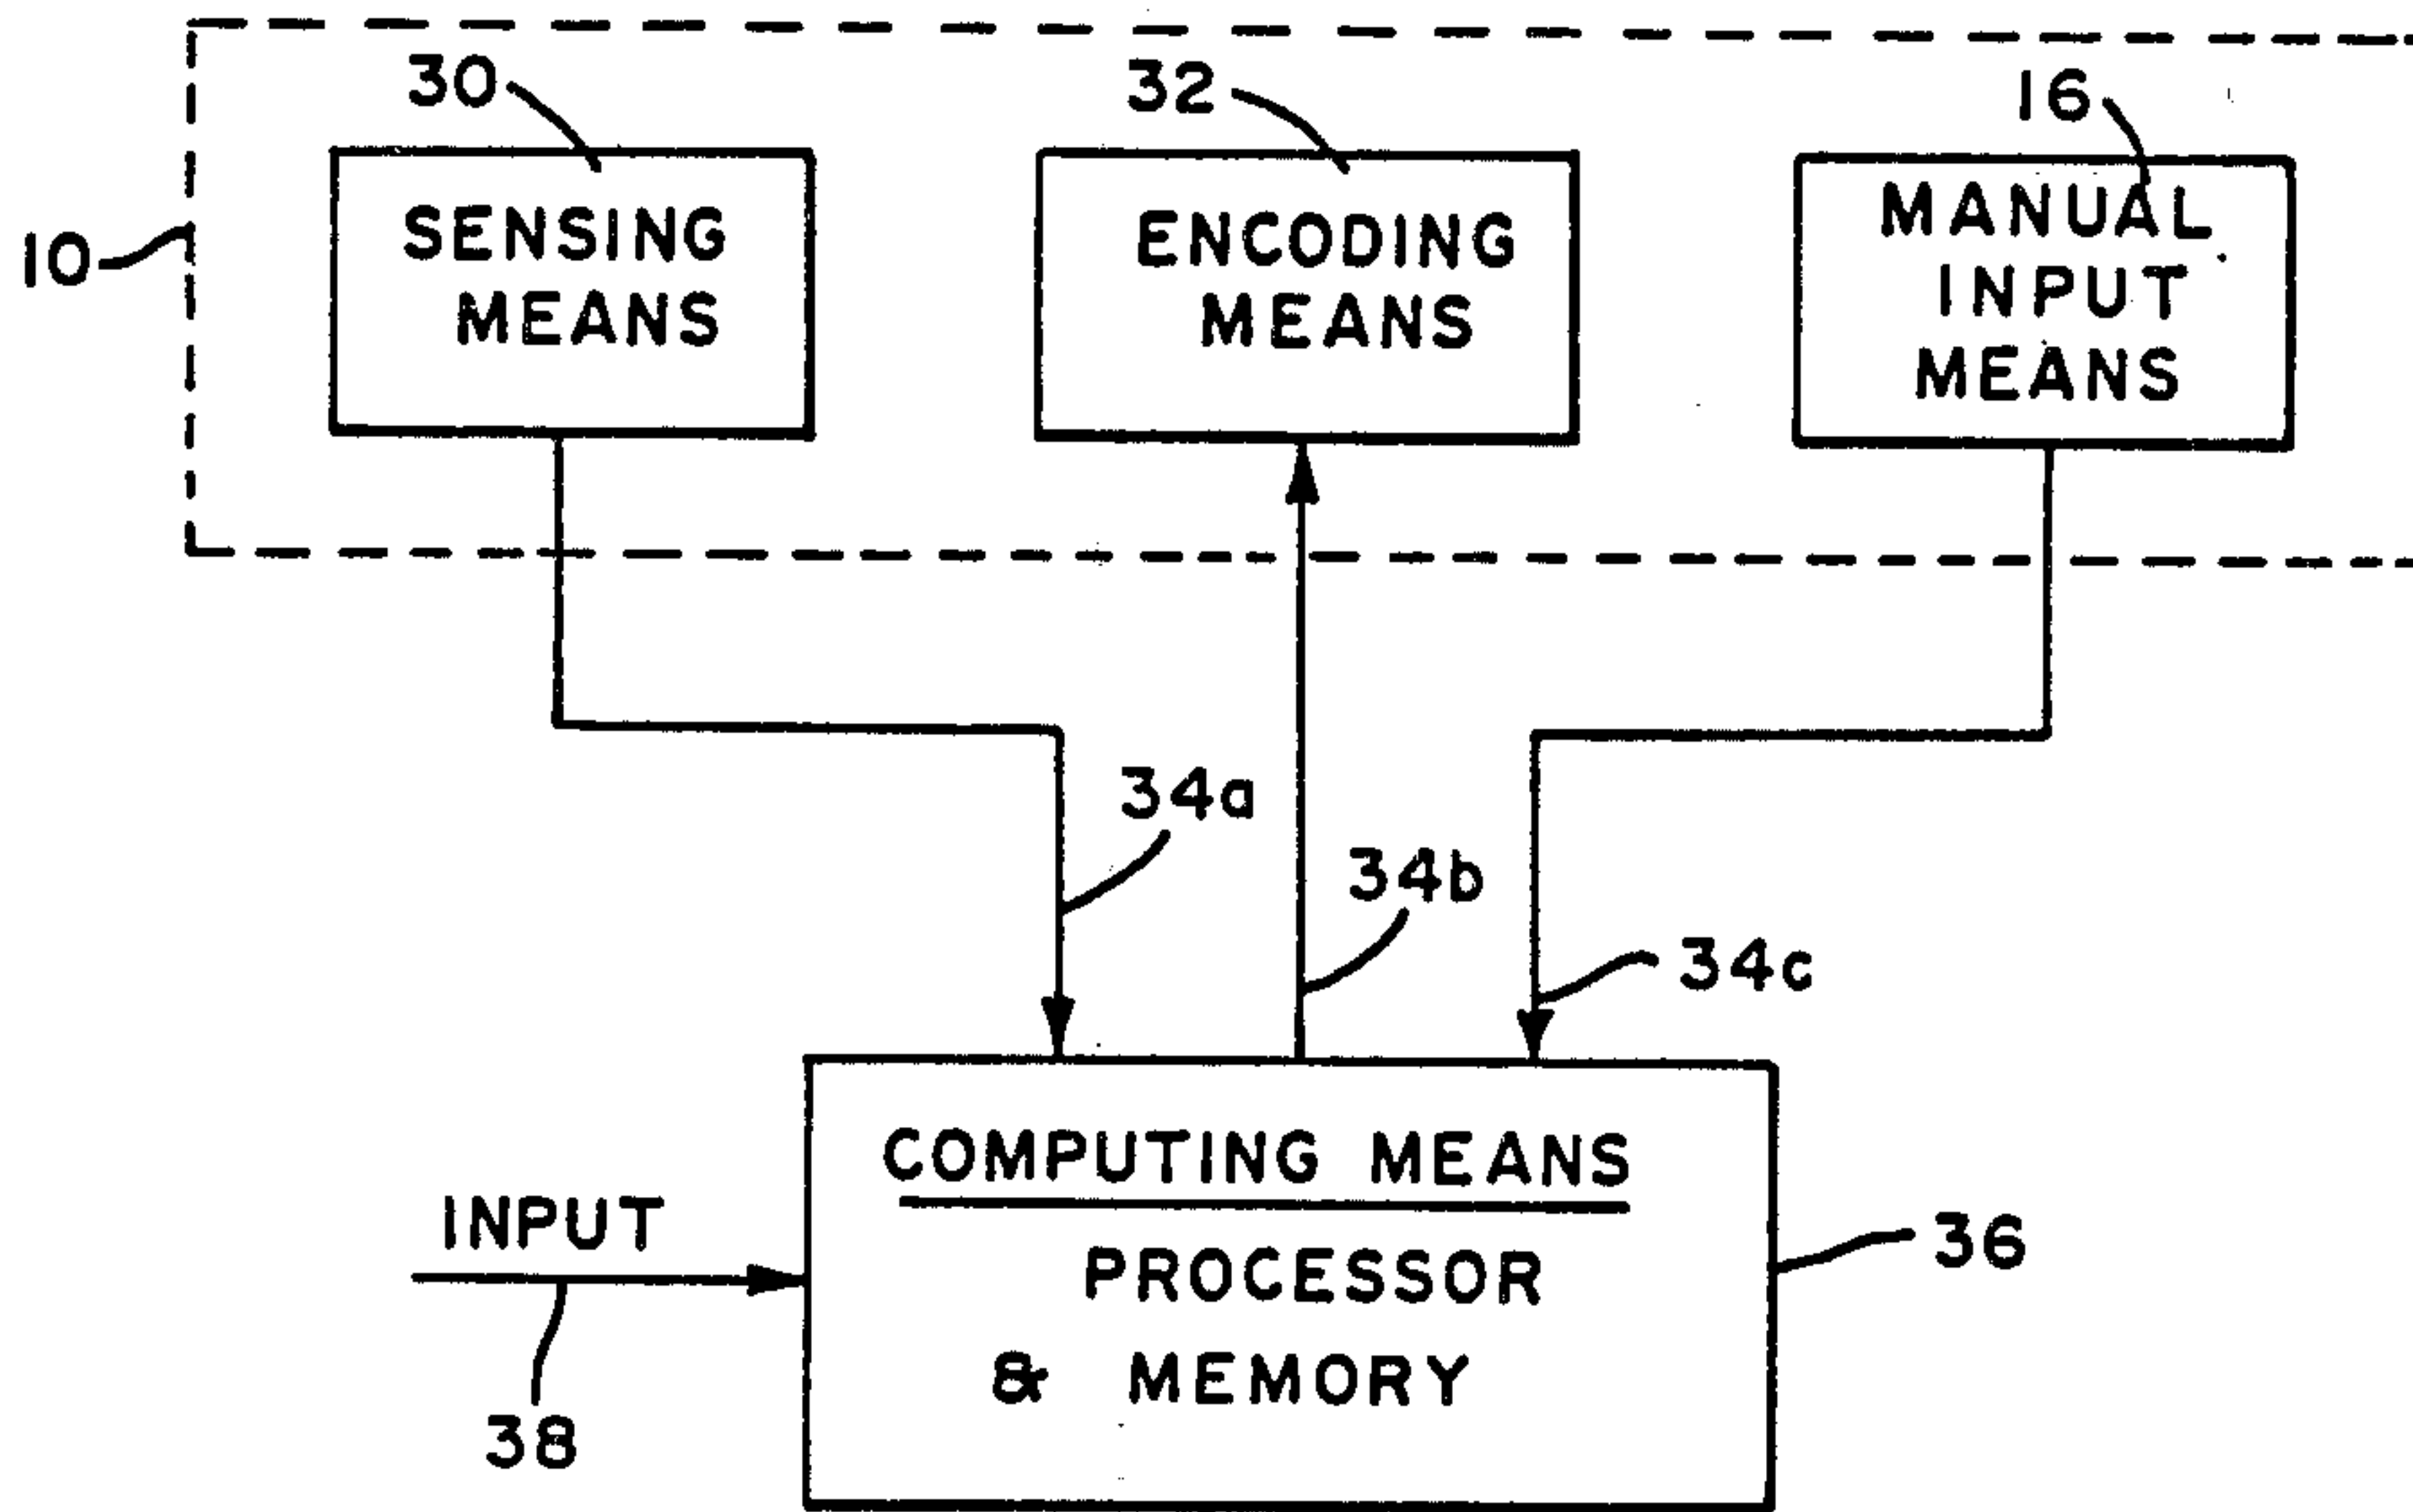 30
32
16
10
SENSING
MEANS
ENCODING
MEANS
MANUAL
INPUT
MEANS
34a
34b
34c
COMPUTING MEANS
PROCESSOR
& MEMORY
INPUT
36
38